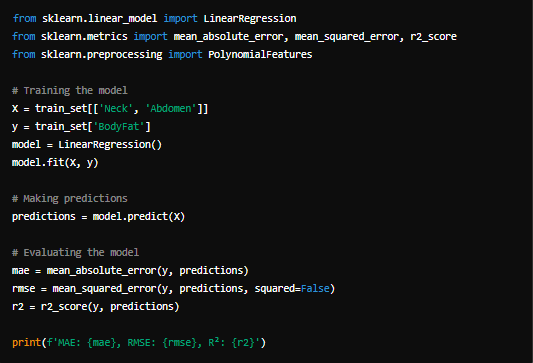 from sklearn.linear_model import LinearRegression
from sklearn.metrics import mean_absolute_error, mean_squared_error, r2_score
from sklearn.preprocessing import PolynomialFeatures
# Training the model
X = train_set[['Neck', 'Abdomen']]
y = train_set['BodyFat']
model = LinearRegression()
model.fit(X, y)
# Making predictions
predictions = model.predict(X)
# Evaluating the model
mae = mean_absolute_error(y, predictions)
rmse = mean_squared_error(y, predictions, squared=False)
r2 = r2_score(y, predictions)
print(f'MAE: {mae}, RMSE: {rmse}, R²: {r2}')